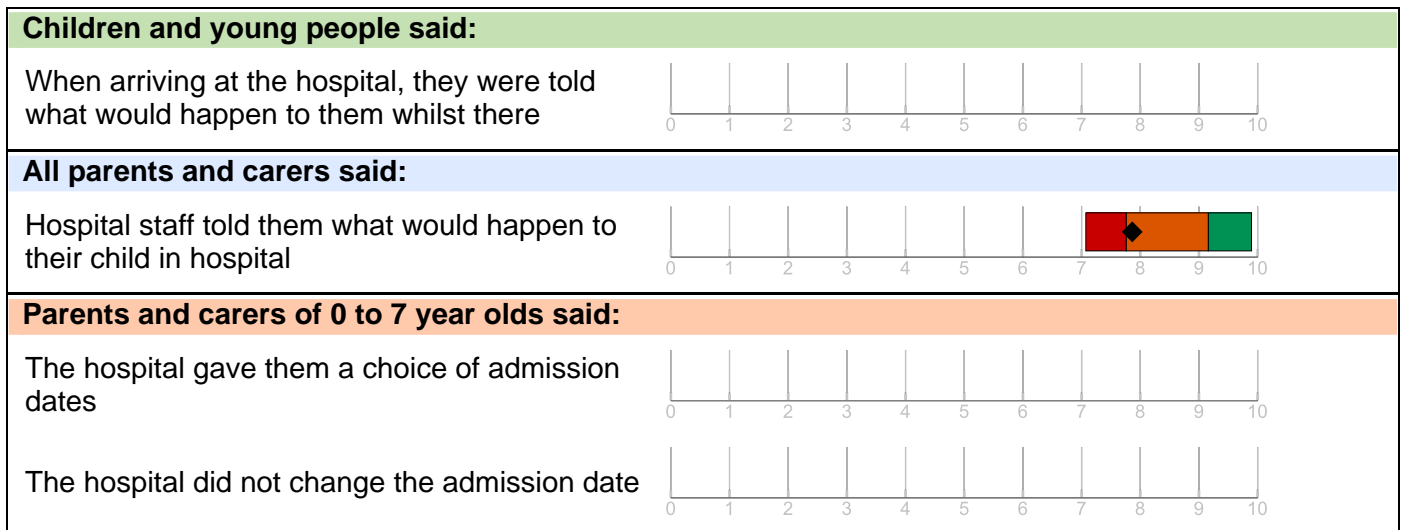 Children and young people said:
When arriving at the hospital, they were told
what would happen to them whilst there
0 1 2 3 4 5 6 7 8 9 10
All parents and carers said:
Hospital staff told them what would happen to
their child in hospital
0 1 2 3 4 5 6 7 8 9 10
Parents and carers of 0 to 7 year olds said:
The hospital gave them a choice of admission
dates
0 1 2 3 4 5 6 7 8 9 10
The hospital did not change the admission date
0 1 2 3 4 5 6 7 8 9 10